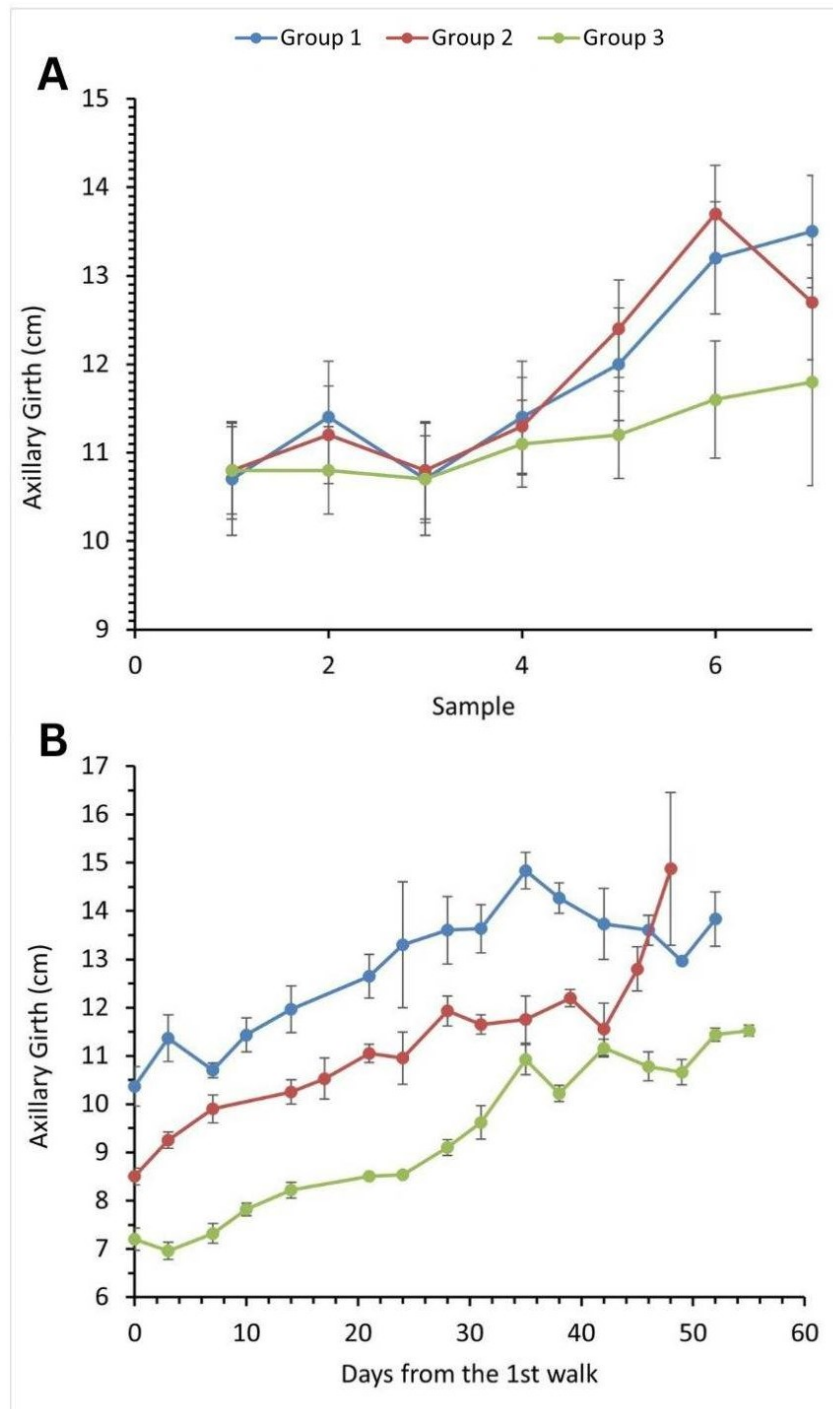 Group 1 Group 2 Group 3
A
15
14
13
12
11
10
9
Axillary Girth (cm)
0 2 4 6
Sample
B
17
16
15
14
13
12
11
10
9
8
7
6
Axillary Girth (cm)
0 10 20 30 40 50 60
Days from the 1st walk